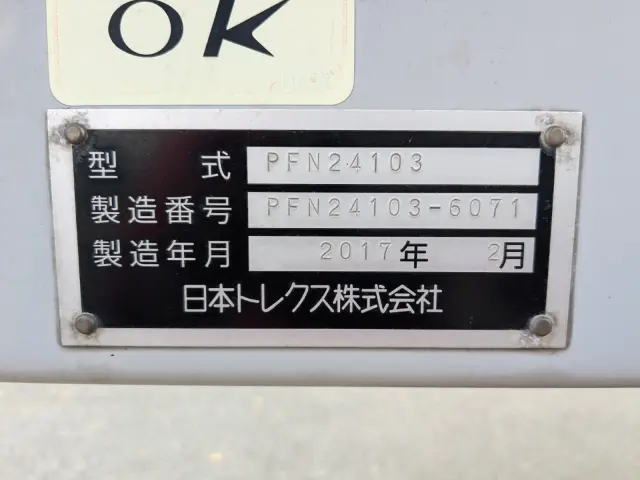 OK
型式 PFN24103
製造番号 PFN24103-6071
製造年月 2017年 2月
日本トレクス株式会社